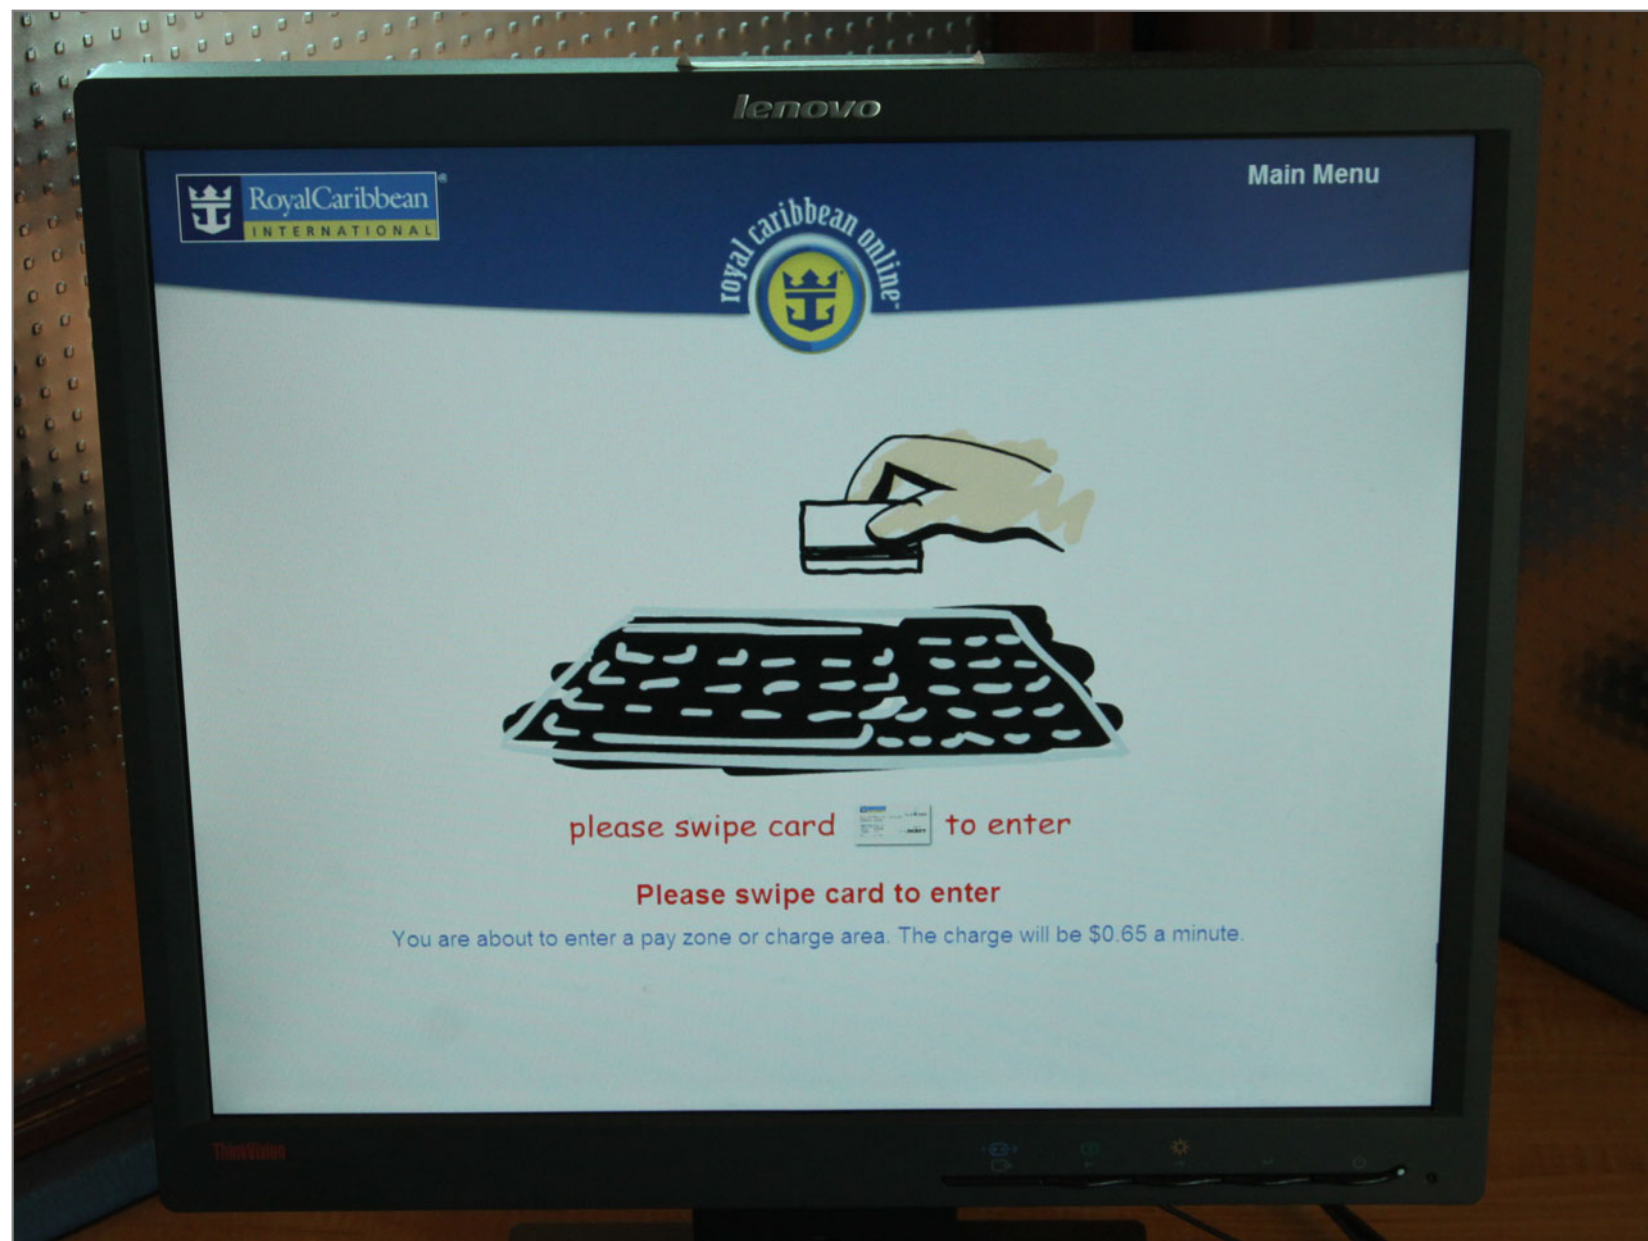 lenovo
RoyalCaribbean®
INTERNATIONAL
Main Menu
royal caribbean online™
please swipe card to enter
Please swipe card to enter
You are about to enter a pay zone or charge area. The charge will be $0.65 a minute.
ThinkVision